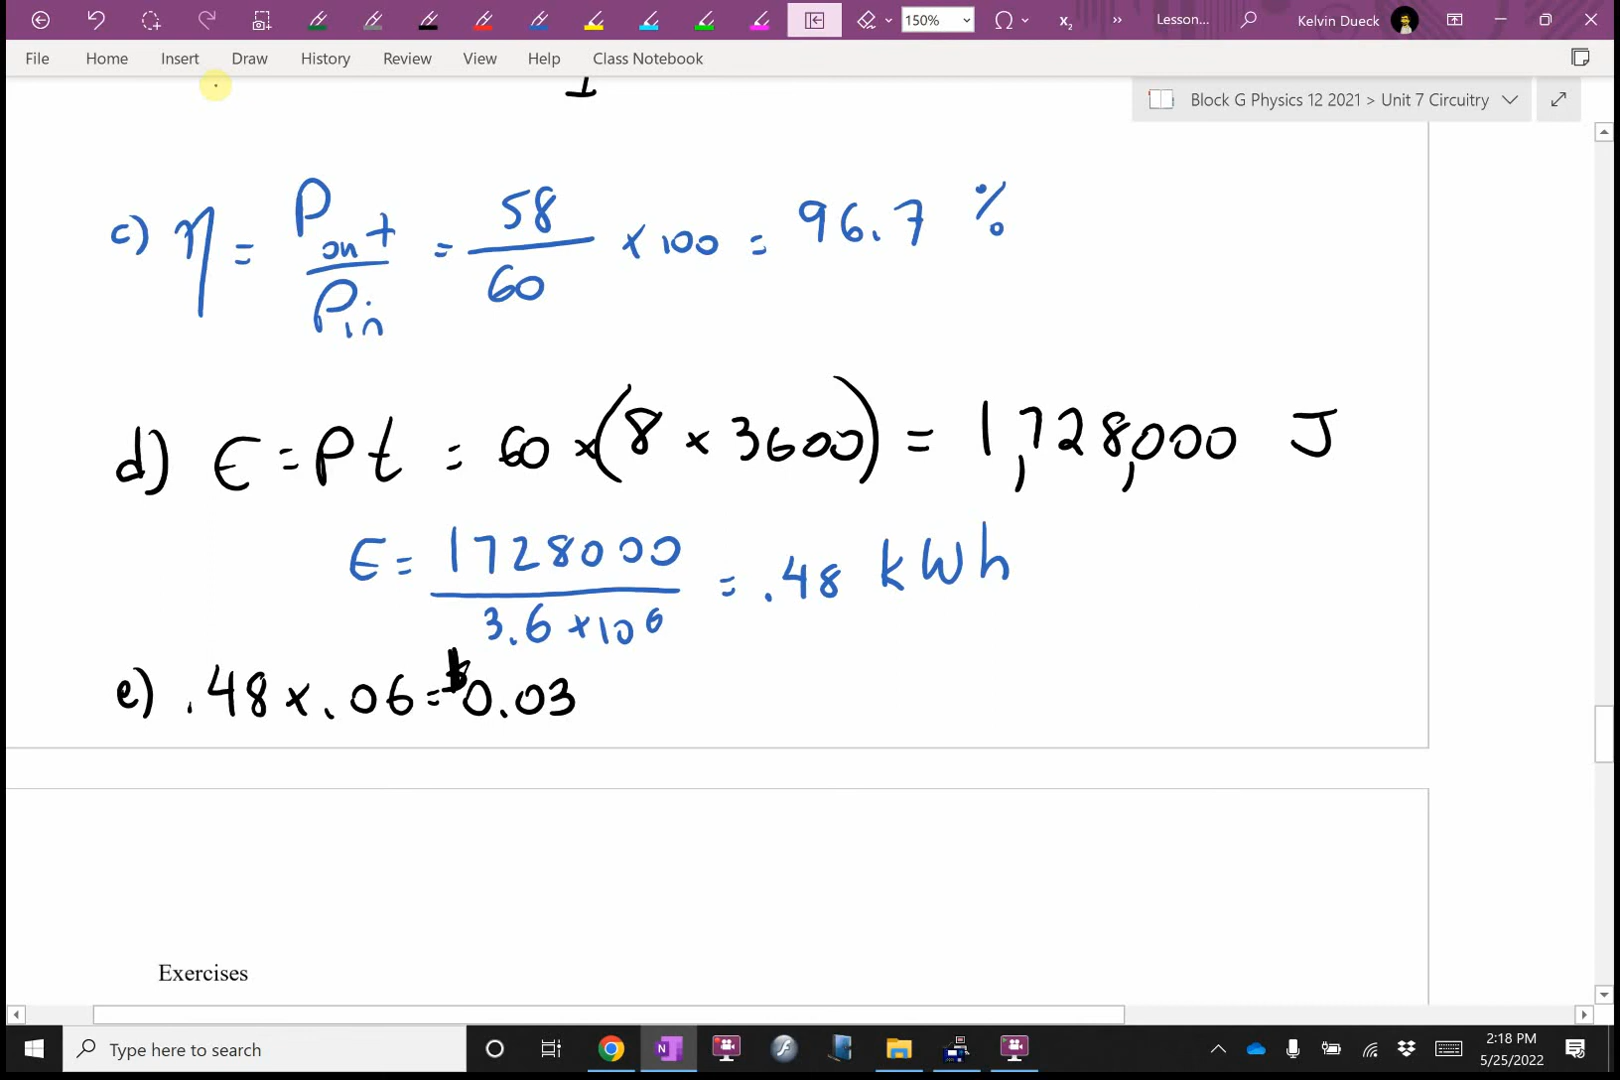 150%
Ω
x₂
»
Lesson...
Kelvin Dueck
File Home Insert Draw History Review View Help Class Notebook
Block G Physics 12 2021 > Unit 7 Circuitry
I
c) η = Pout / Pin = 58 / 60 × 100 = 96.7 %
d) E = Pt = 60 × (8 × 3600) = 1,728,000 J
E = 1728000 / 3.6 × 10⁶ = .48 kWh
e) .48 × .06 = $0.03
Exercises
Type here to search
N
2:18 PM
5/25/2022